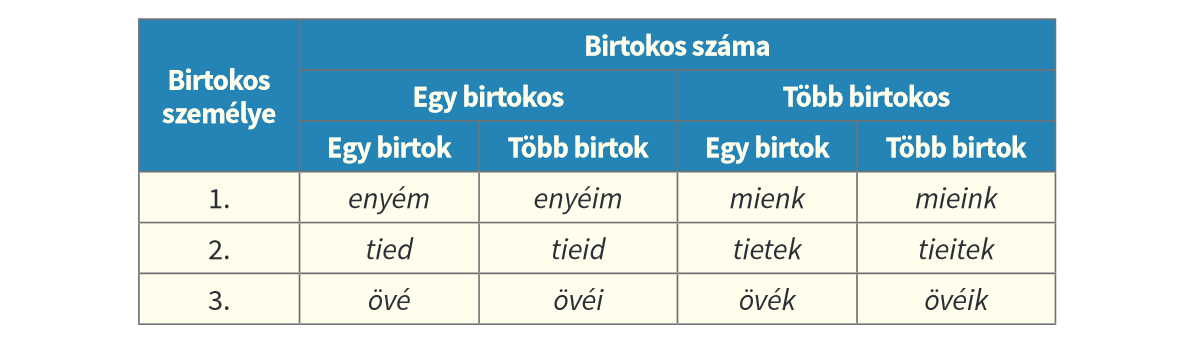 Birtokos személye
Birtokos száma
Egy birtokos Több birtokos
Egy birtok Több birtok Egy birtok Több birtok
1. enyém enyéim mienk mieink
2. tied tieid tietek tieitek
3. övé övéi övék övéik